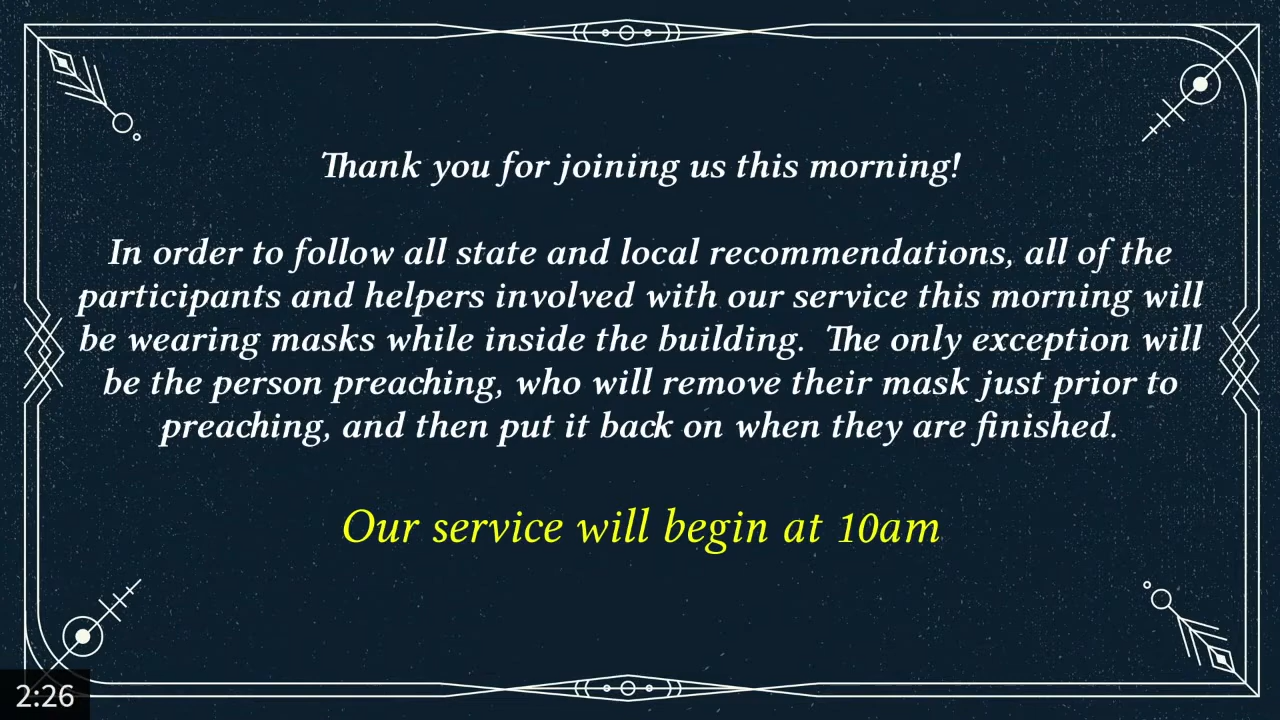 Thank you for joining us this morning!
In order to follow all state and local recommendations, all of the
participants and helpers involved with our service this morning will
be wearing masks while inside the building.  The only exception will
be the person preaching, who will remove their mask just prior to
preaching, and then put it back on when they are finished.
Our service will begin at 10am
2:26